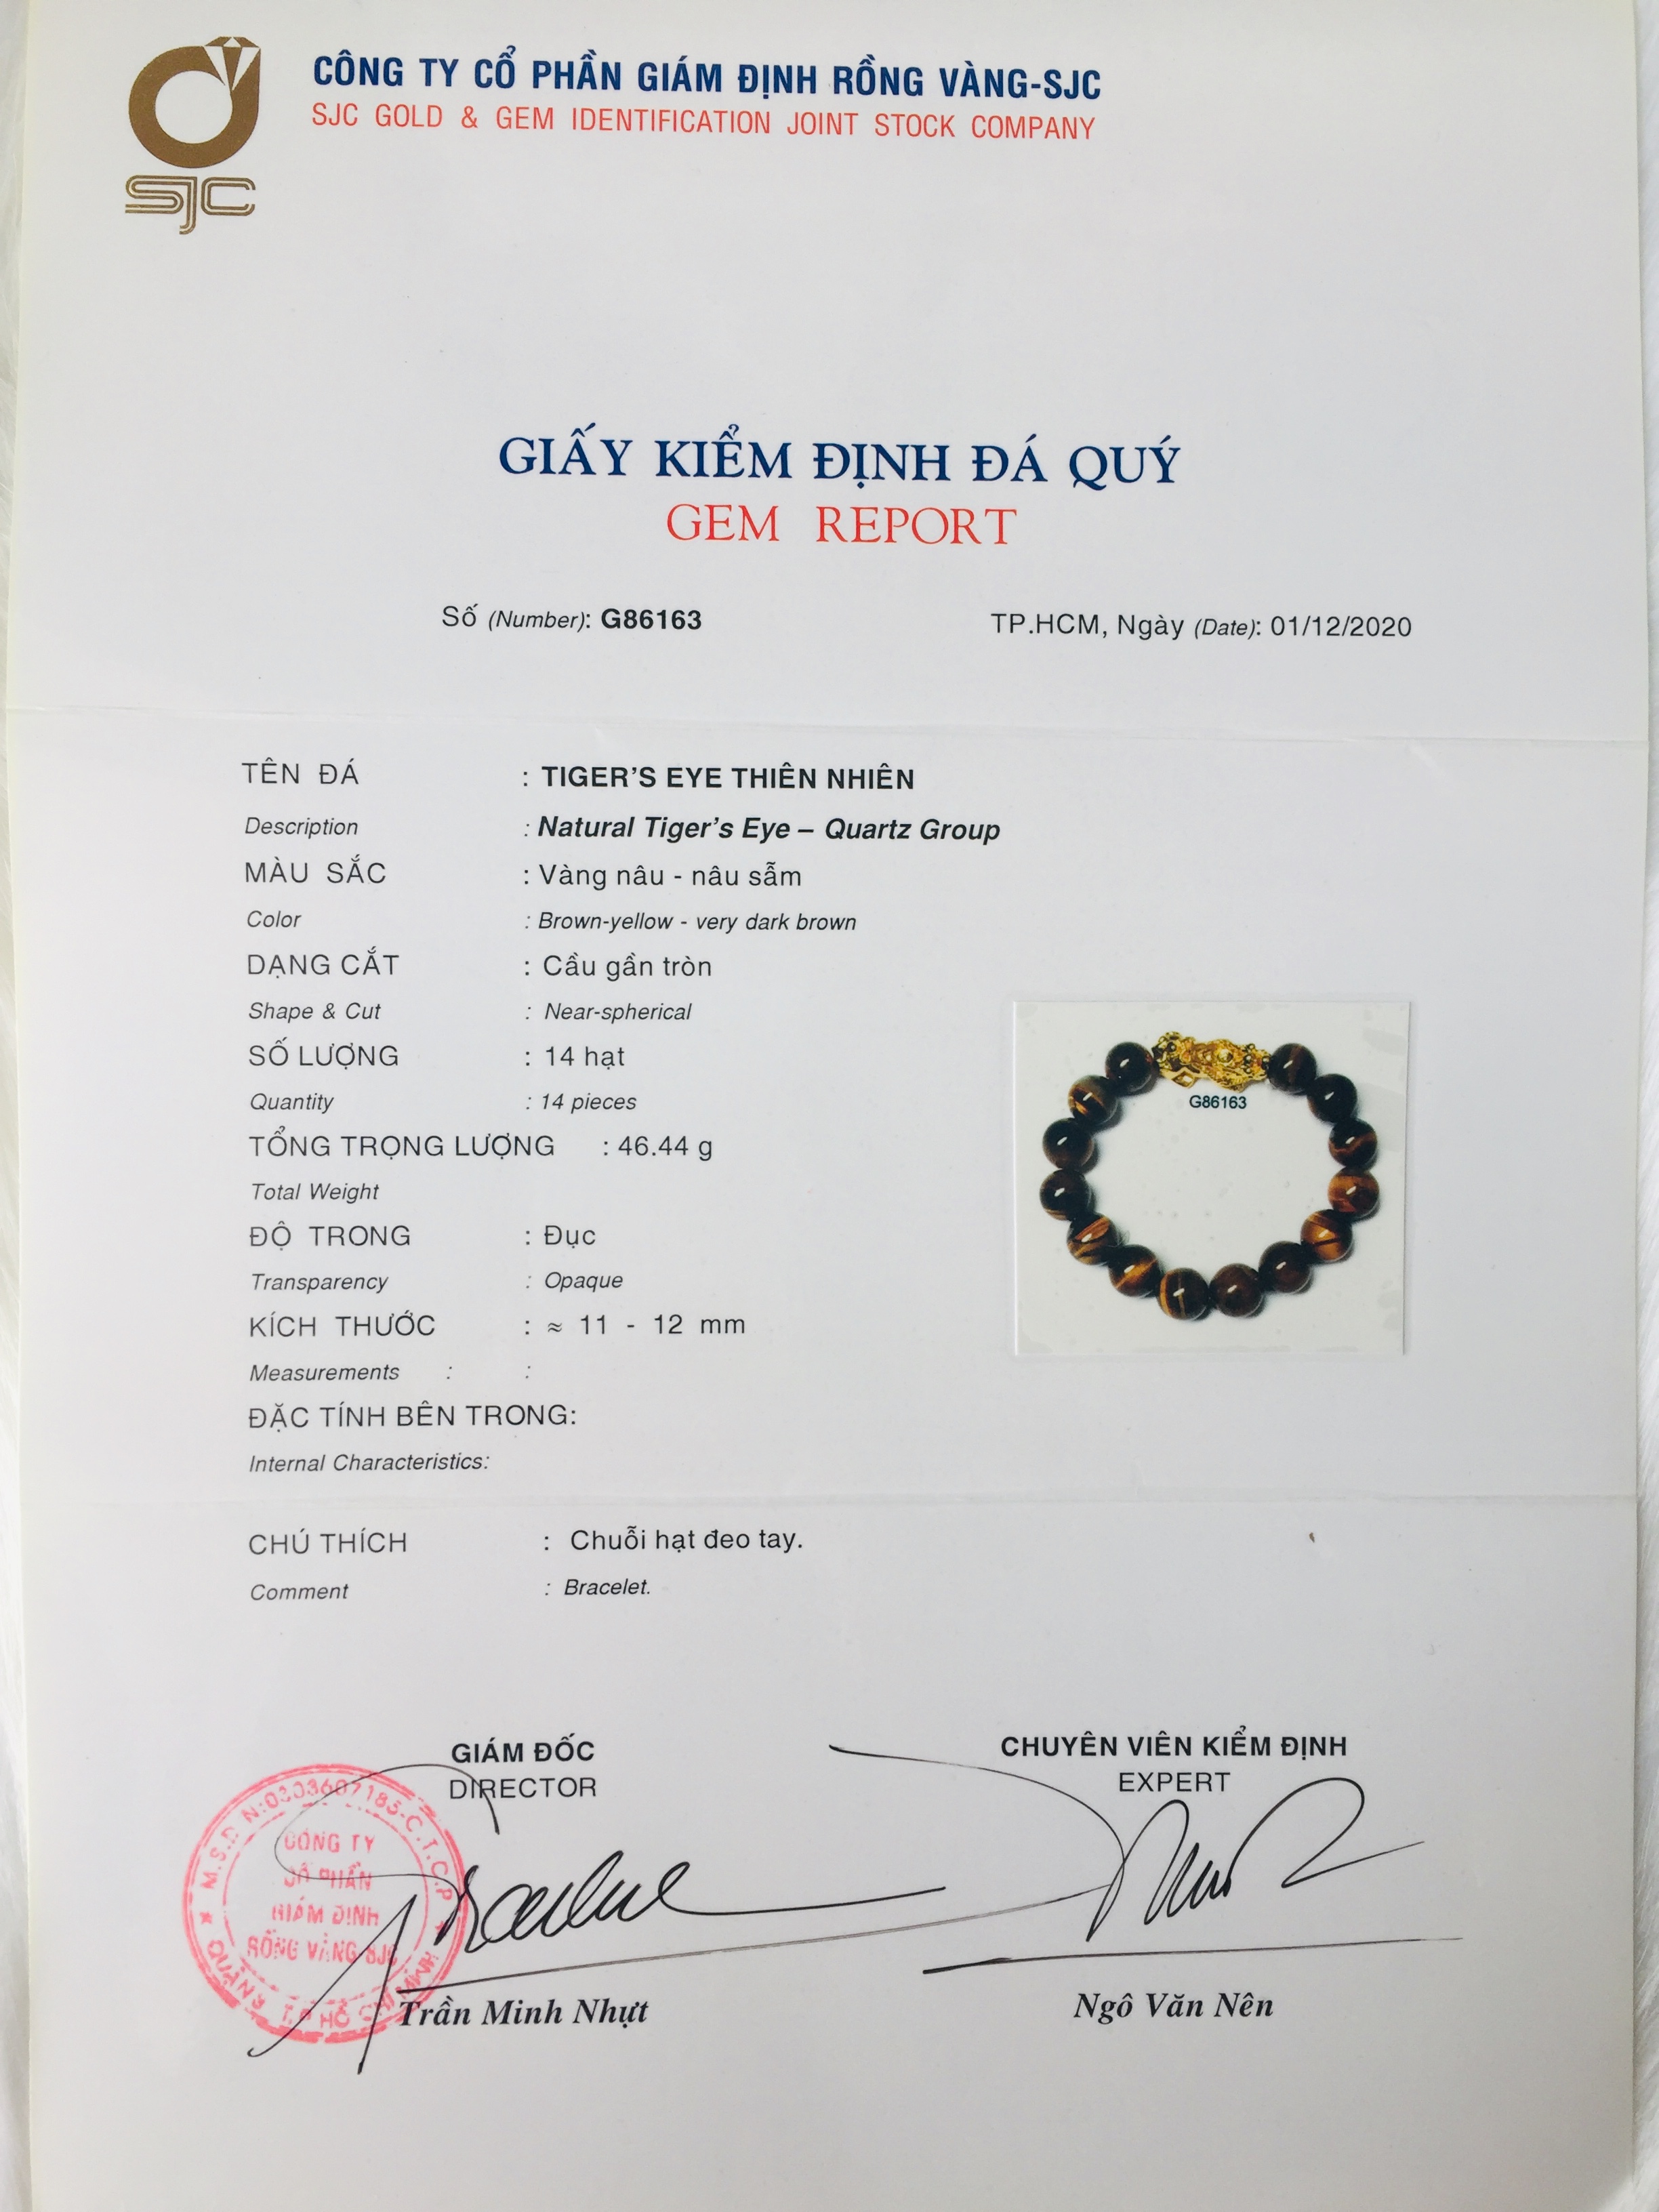 CÔNG TY CỔ PHẦN GIÁM ĐỊNH RỒNG VÀNG-SJC
SJC GOLD & GEM IDENTIFICATION JOINT STOCK COMPANY
SJC
GIẤY KIỂM ĐỊNH ĐÁ QUÝ
GEM REPORT
Số (Number): G86163
TP.HCM, Ngày (Date): 01/12/2020
TÊN ĐÁ : TIGER'S EYE THIÊN NHIÊN
Description : Natural Tiger's Eye – Quartz Group
MÀU SẮC : Vàng nâu - nâu sẫm
Color : Brown-yellow - very dark brown
DẠNG CẮT : Cầu gần tròn
Shape & Cut : Near-spherical
SỐ LƯỢNG : 14 hạt
Quantity : 14 pieces
TỔNG TRỌNG LƯỢNG : 46.44 g
Total Weight
ĐỘ TRONG : Đục
Transparency : Opaque
KÍCH THƯỚC : ≈ 11 - 12 mm
Measurements : :
ĐẶC TÍNH BÊN TRONG:
Internal Characteristics:
G86163
CHÚ THÍCH : Chuỗi hạt đeo tay.
Comment : Bracelet.
GIÁM ĐỐC
DIRECTOR
CHUYÊN VIÊN KIỂM ĐỊNH
EXPERT
M.S.D.N:0303607185-C.T.C.P
CÔNG TY
CỔ PHẦN
GIÁM ĐỊNH
RỒNG VÀNG SJC
T.P HỒ CHÍ MINH
Trần Minh Nhựt
Ngô Văn Nên